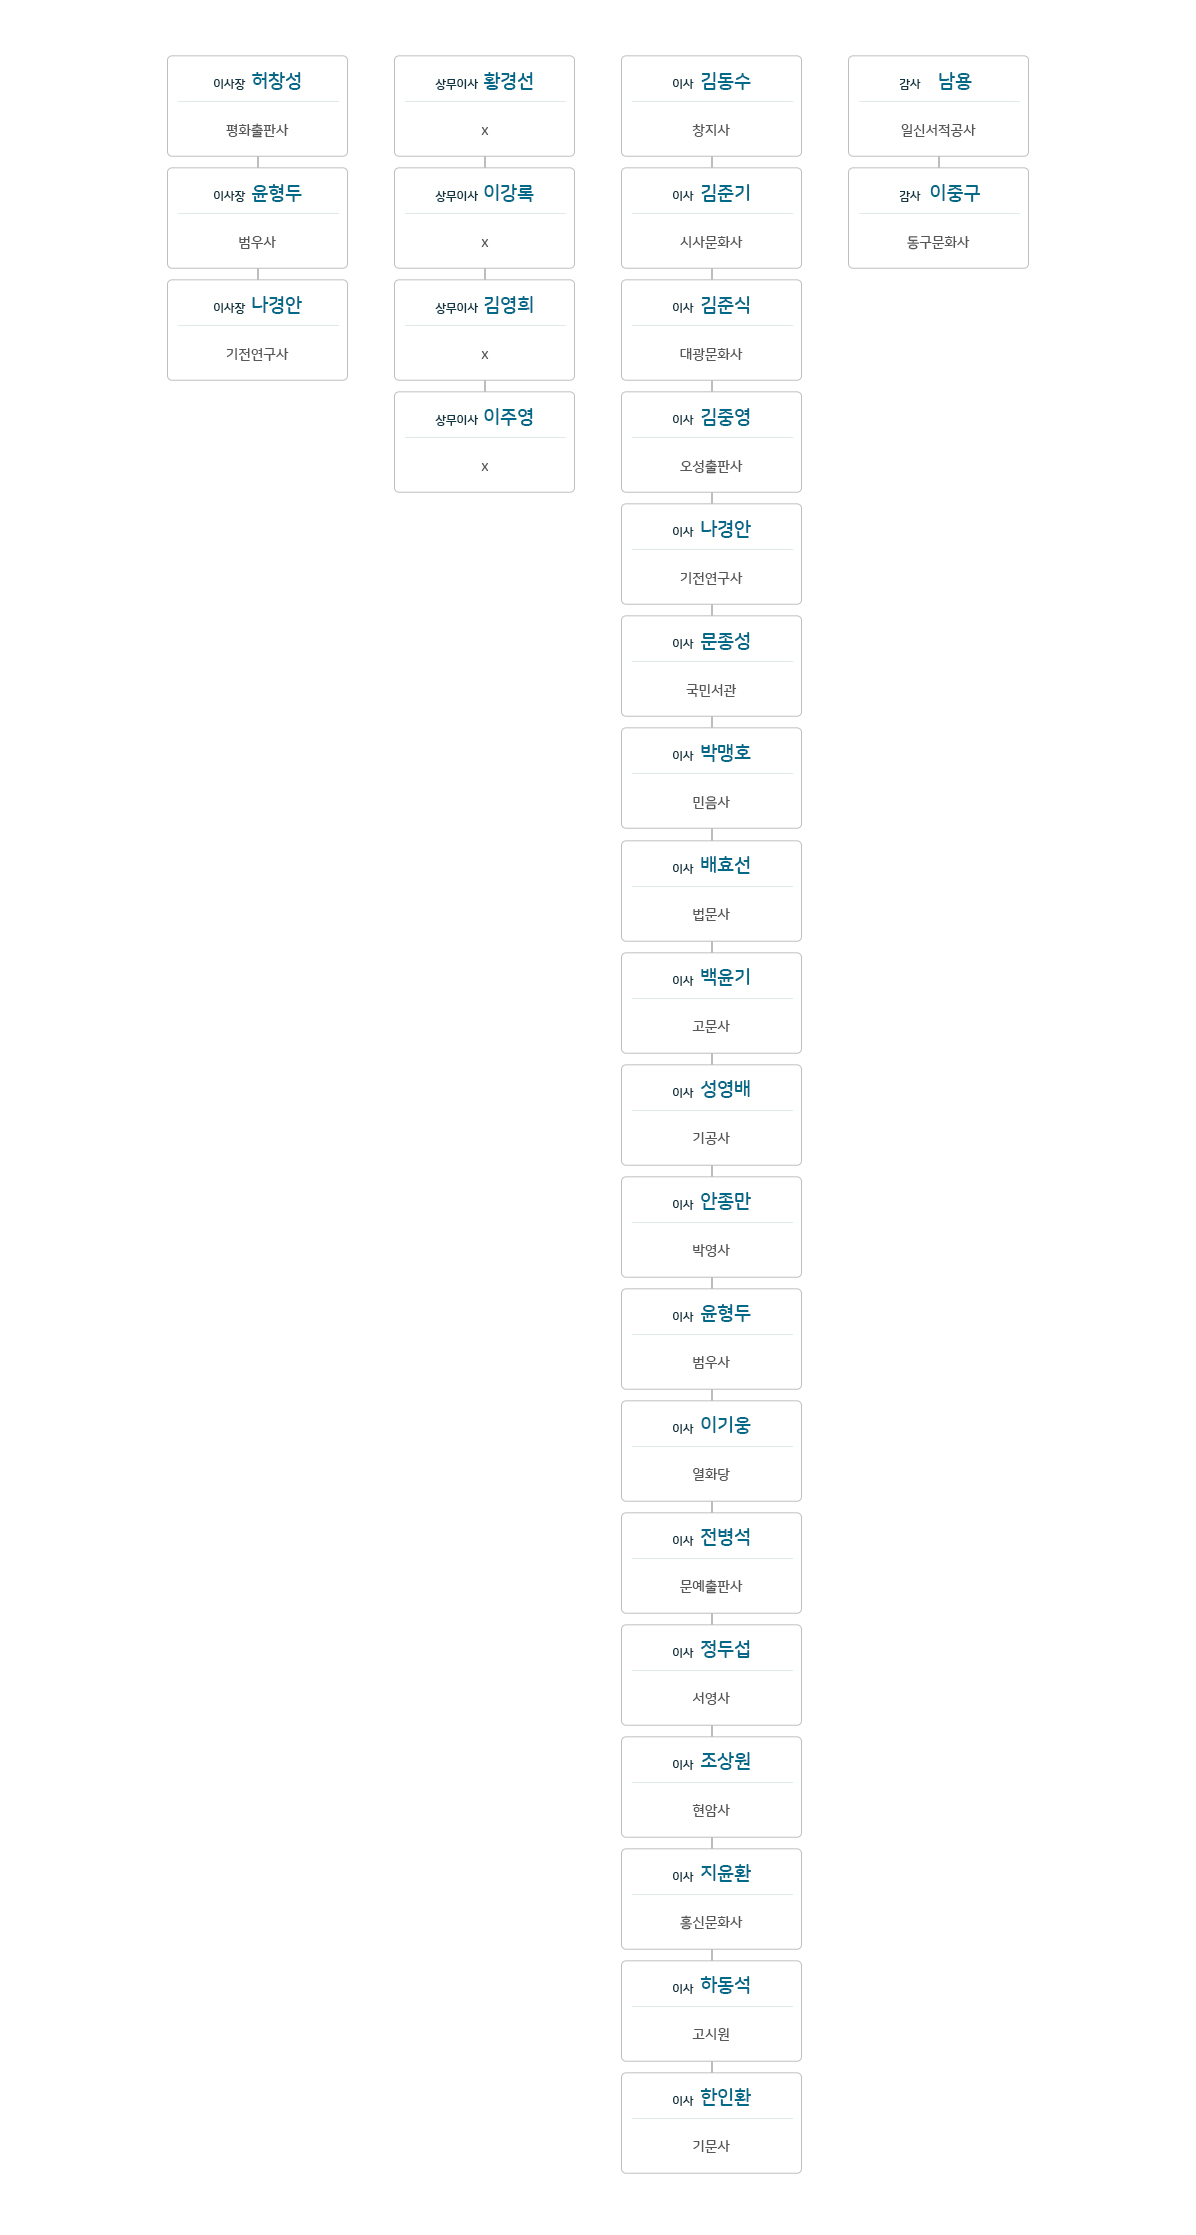 이사장 허창성
평화출판사
이사장 윤형두
범우사
이사장 나경안
기전연구사
상무이사 황경선
x
상무이사 이강록
x
상무이사 김영희
x
상무이사 이주영
x
이사 김동수
창지사
이사 김준기
시사문화사
이사 김준식
대광문화사
이사 김중영
오성출판사
이사 나경안
기전연구사
이사 문종성
국민서관
이사 박맹호
민음사
이사 배효선
법문사
이사 백윤기
고문사
이사 성영배
기공사
이사 안종만
박영사
이사 윤형두
범우사
이사 이기웅
열화당
이사 전병석
문예출판사
이사 정두섭
서영사
이사 조상원
현암사
이사 지윤환
홍신문화사
이사 하동석
고시원
이사 한인환
기문사
감사 남용
일신서적공사
감사 이중구
동구문화사